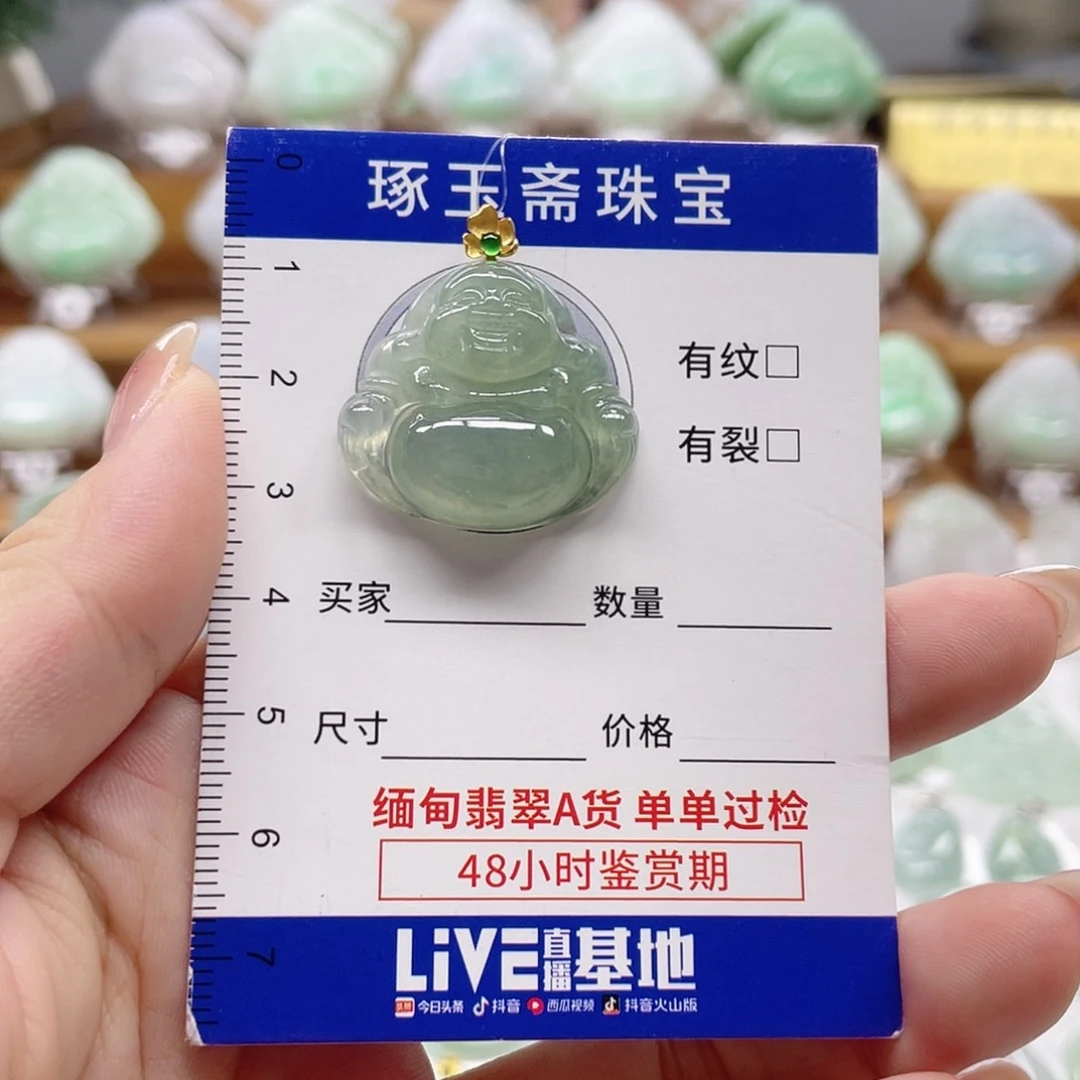 琢玉斋珠宝
0
1
2
3
4
5
6
7
有纹□
有裂□
买家 数量
尺寸 价格
缅甸翡翠A货 单单过检
48小时鉴赏期
LiVE直播基地
头条 今日头条 抖音 西瓜视频 抖音火山版